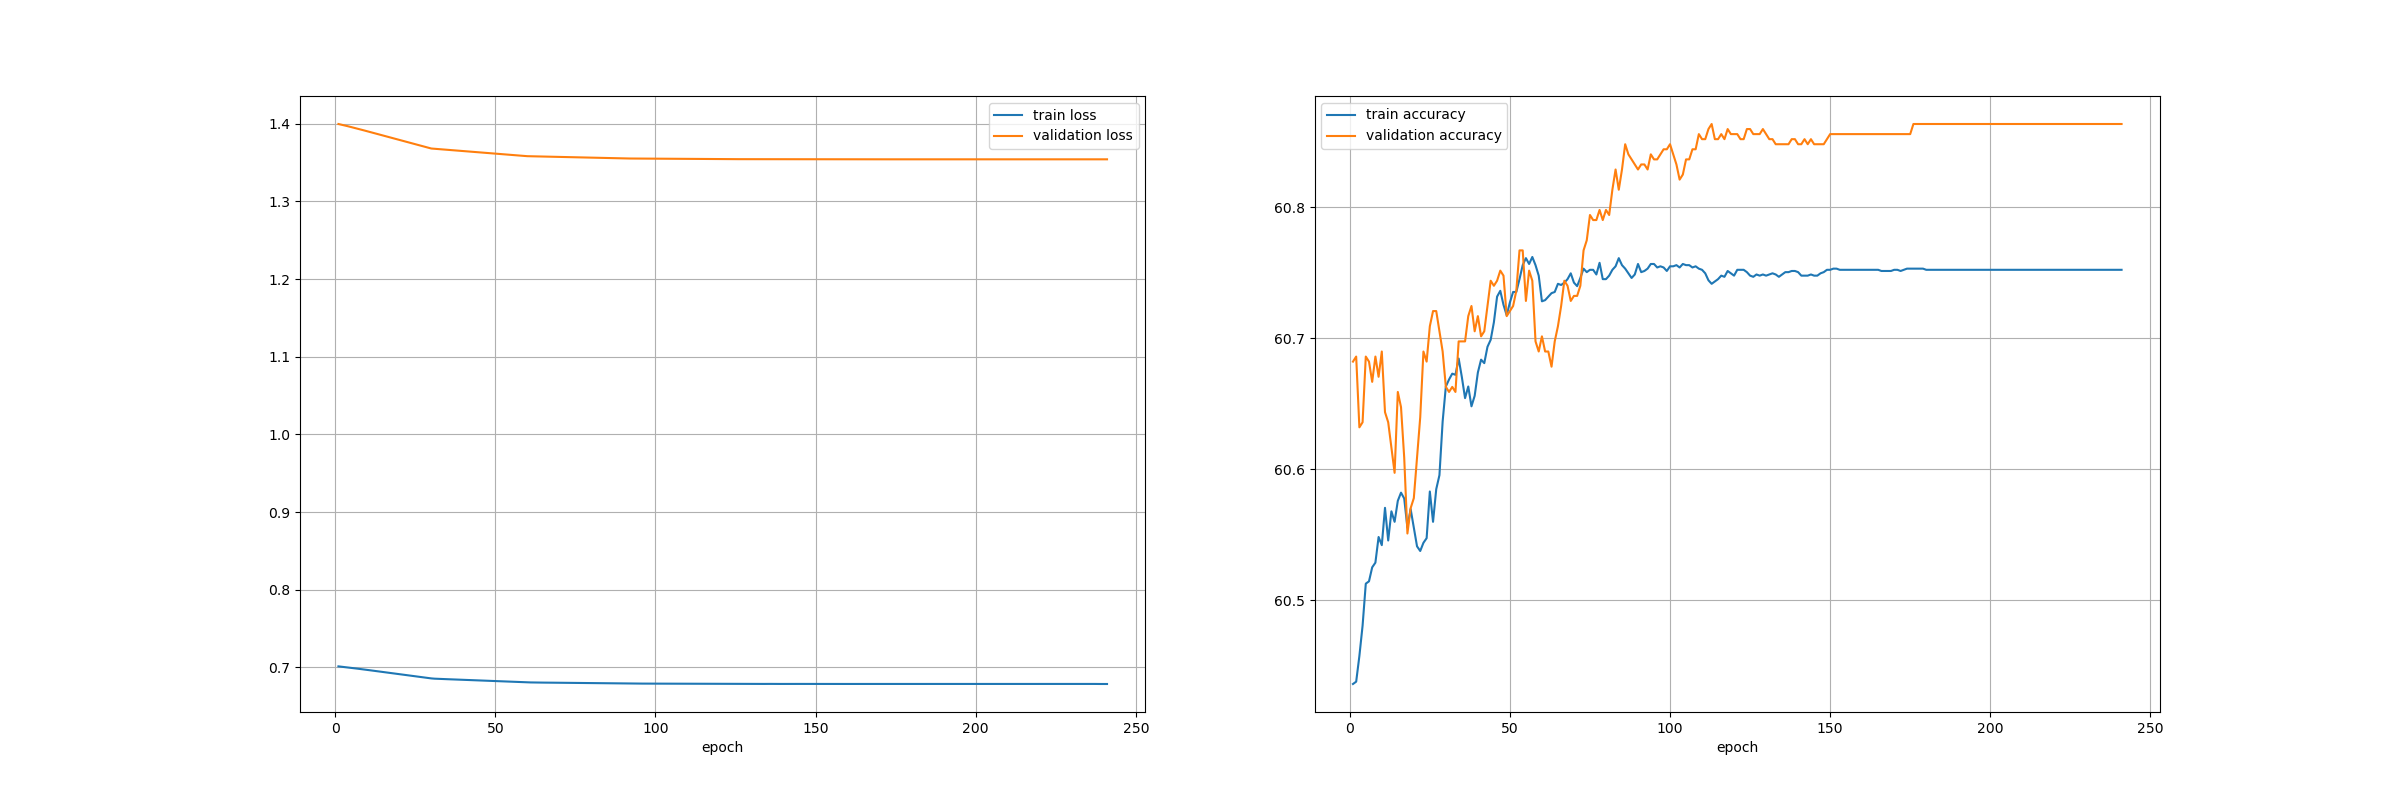 train loss
validation loss
1.4
1.3
1.2
1.1
1.0
0.9
0.8
0.7
0 50 100 150 200 250
epoch
train accuracy
validation accuracy
60.8
60.7
60.6
60.5
0 50 100 150 200 250
epoch